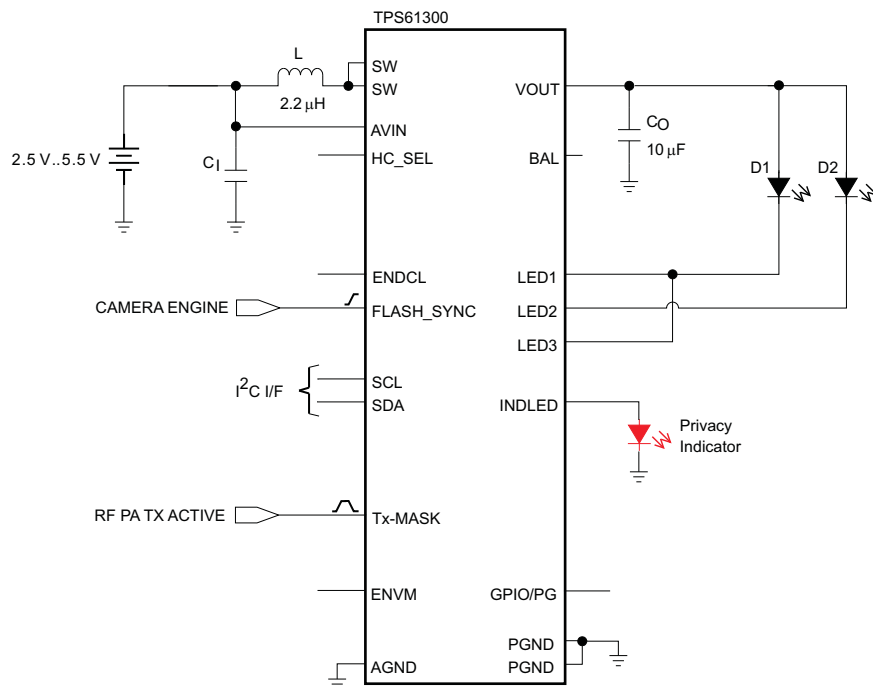 TPS61300
L
SW
SW
2.2 μH
VOUT
AVIN
CO
10 μF
2.5 V..5.5 V
HC_SEL
CI
BAL
D1
D2
ENDCL
LED1
CAMERA ENGINE
FLASH_SYNC
LED2
LED3
I2C I/F
SCL
SDA
INDLED
Privacy
Indicator
RF PA TX ACTIVE
Tx-MASK
ENVM
GPIO/PG
PGND
AGND
PGND